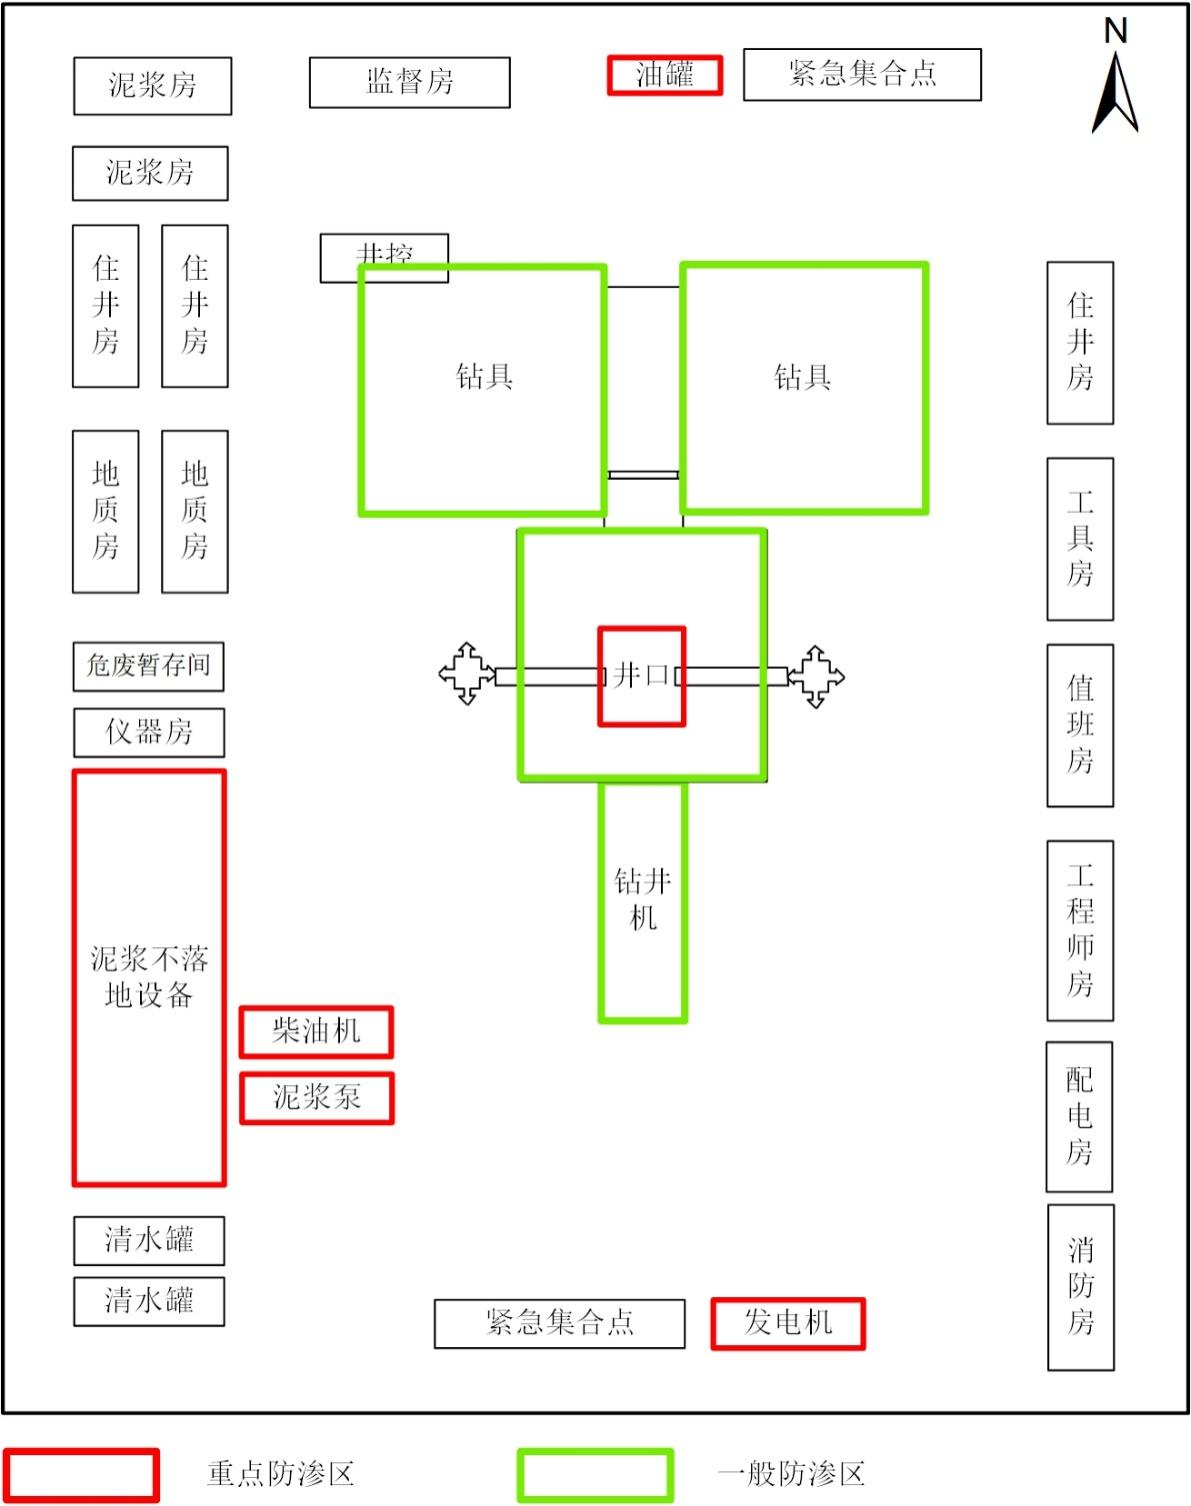 N
泥浆房
监督房
油罐
紧急集合点
泥浆房
住井房
住井房
井控
钻具
钻具
住井房
地质房
地质房
工具房
危废暂存间
仪器房
井口
值班房
泥浆不落
地设备
钻井
机
工程师房
柴油机
泥浆泵
配电房
清水罐
清水罐
紧急集合点
发电机
消防房
重点防渗区
一般防渗区